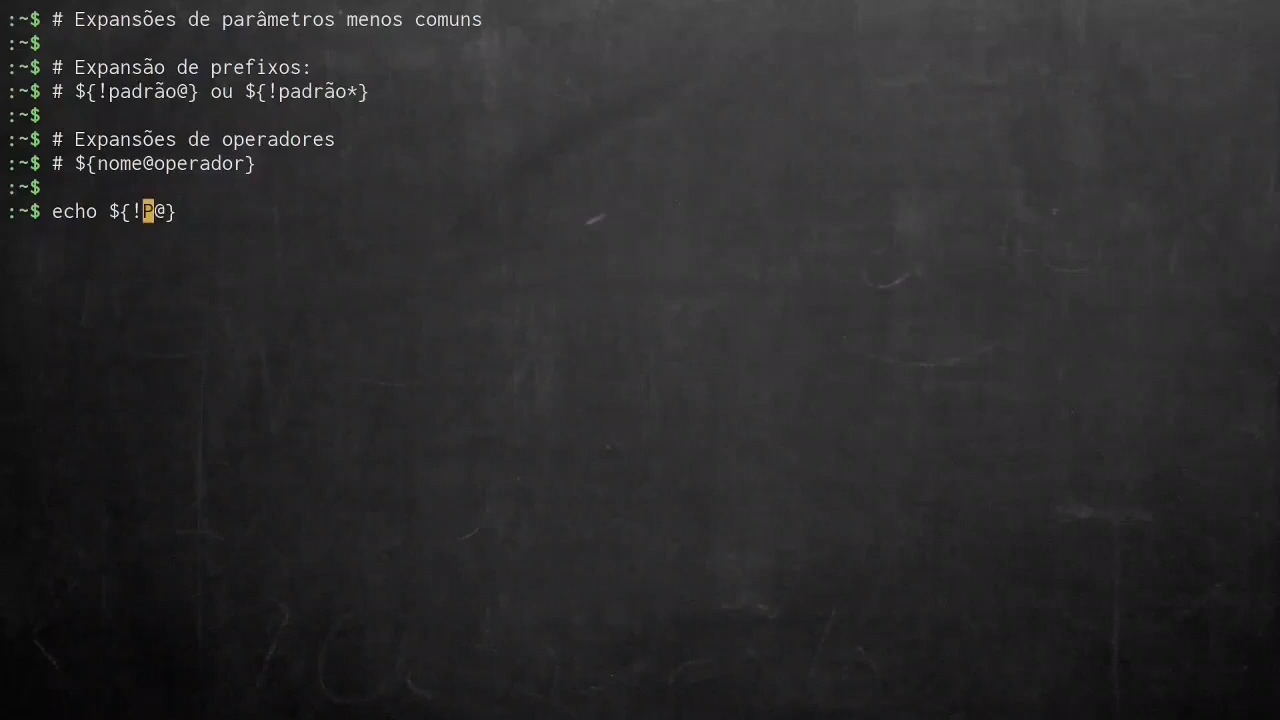 :~$ # Expansões de parâmetros menos comuns
:~$
:~$ # Expansão de prefixos:
:~$ # ${!padrão@} ou ${!padrão*}
:~$
:~$ # Expansões de operadores
:~$ # ${nome@operador}
:~$
:~$ echo ${!P@}